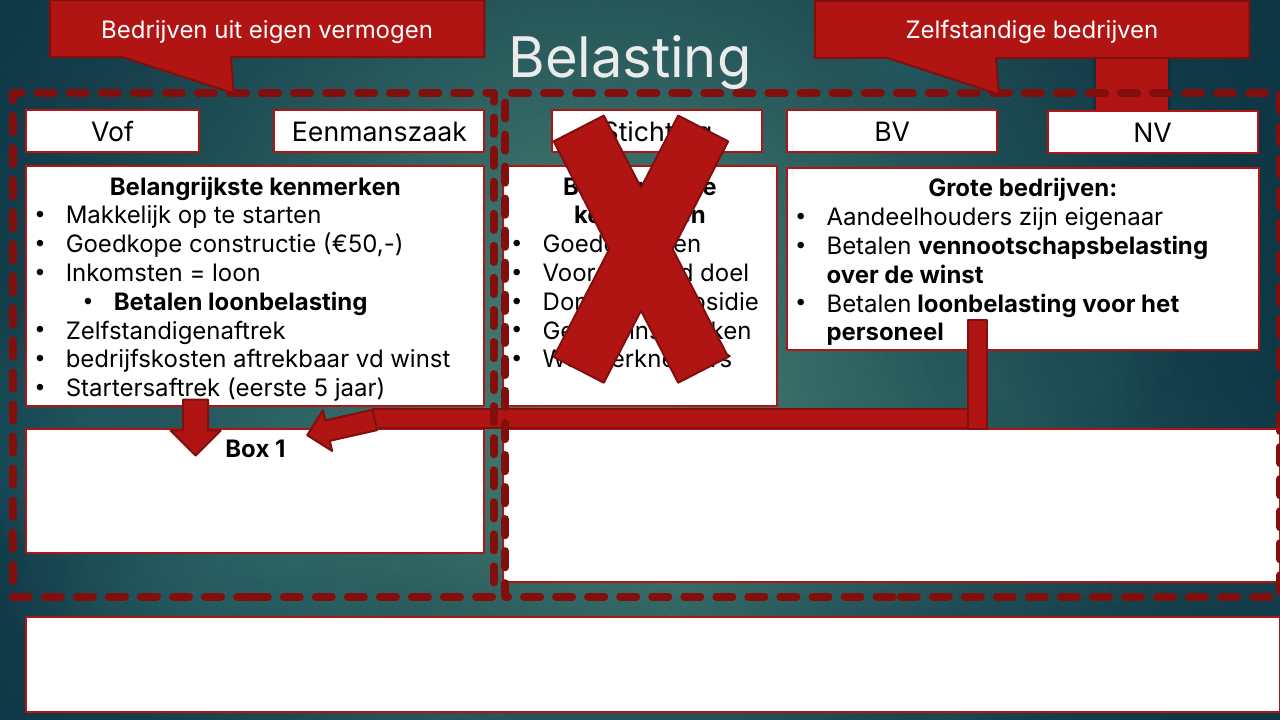 Bedrijven uit eigen vermogen
Zelfstandige bedrijven
Belasting
Vof
Eenmanszaak
BV
NV
Belangrijkste kenmerken
• Makkelijk op te starten
• Goedkope constructie (€50,-)
• Inkomsten = loon
• Betalen loonbelasting
• Zelfstandigenaftrek
• bedrijfskosten aftrekbaar vd winst
• Startersaftrek (eerste 5 jaar)
•
• doel
•
•
•
Grote bedrijven:
• Aandeelhouders zijn eigenaar
• Betalen vennootschapsbelasting
over de winst
• Betalen loonbelasting voor het
personeel
Box 1